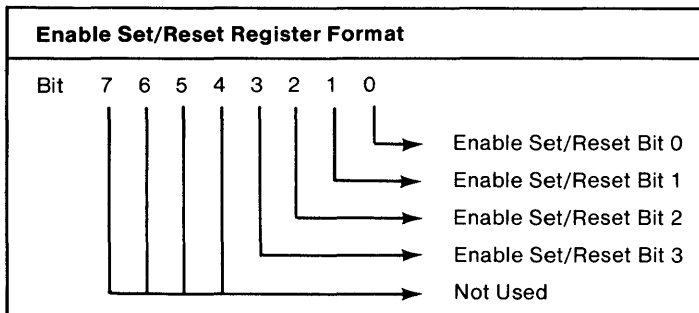 Enable Set/Reset Register Format
Bit 7 6 5 4 3 2 1 0
Enable Set/Reset Bit 0
Enable Set/Reset Bit 1
Enable Set/Reset Bit 2
Enable Set/Reset Bit 3
Not Used